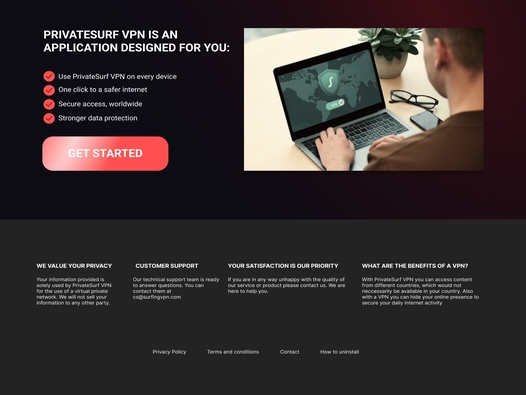 PRIVATESURF VPN IS AN
APPLICATION DESIGNED FOR YOU:
Use PrivateSurf VPN on every device
One click to a safer internet
Secure access, worldwide
Stronger data protection
GET STARTED
WE VALUE YOUR PRIVACY
Your information provided is
solely used by PrivateSurf VPN
for the use of a virtual private
network. We will not sell your
information to any other party.
CUSTOMER SUPPORT
Our technical support team is ready
to answer questions. You can
contact them at
cs@surfingvpn.com
YOUR SATISFACTION IS OUR PRIORITY
If you are in any way unhappy with the quality of
our service or product please contact us. We are
here to help you.
WHAT ARE THE BENEFITS OF A VPN?
With PrivateSurf VPN you can access content
from different countries, which would not
neccessarily be available in your country. Also
with a VPN you can hide your online presence to
secure your daily internet activity
Privacy Policy
Terms and conditions
Contact
How to uninstall